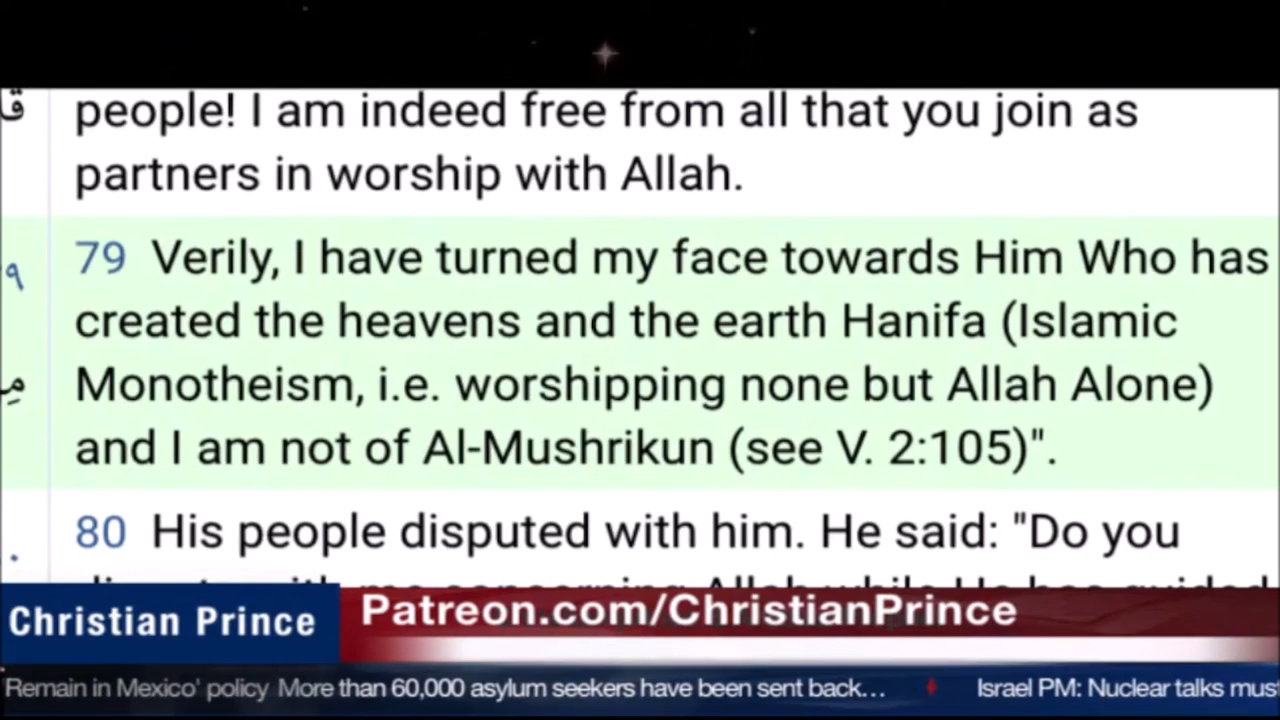 people! I am indeed free from all that you join as
partners in worship with Allah.
79 Verily, I have turned my face towards Him Who has
created the heavens and the earth Hanifa (Islamic
Monotheism, i.e. worshipping none but Allah Alone)
and I am not of Al-Mushrikun (see V. 2:105)".
80 His people disputed with him. He said: "Do you
Christian Prince
Patreon.com/ChristianPrince
Remain in Mexico' policy More than 60,000 asylum seekers have been sent back... Israel PM: Nuclear talks must